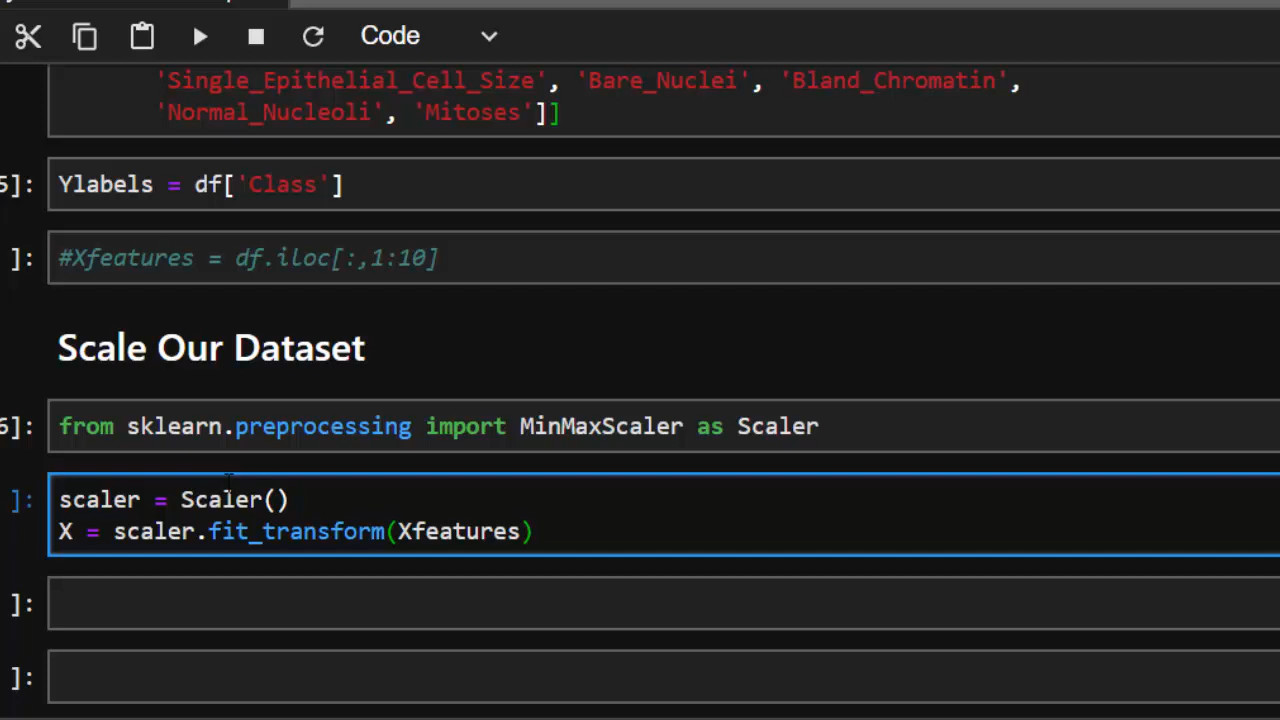 Code
'Single_Epithelial_Cell_Size', 'Bare_Nuclei', 'Bland_Chromatin',
'Normal_Nucleoli', 'Mitoses']]
5]: Ylabels = df['Class']
]: #Xfeatures = df.iloc[:,1:10]
Scale Our Dataset
6]: from sklearn.preprocessing import MinMaxScaler as Scaler
]: scaler = Scaler()
X = scaler.fit_transform(Xfeatures)
]:
]: